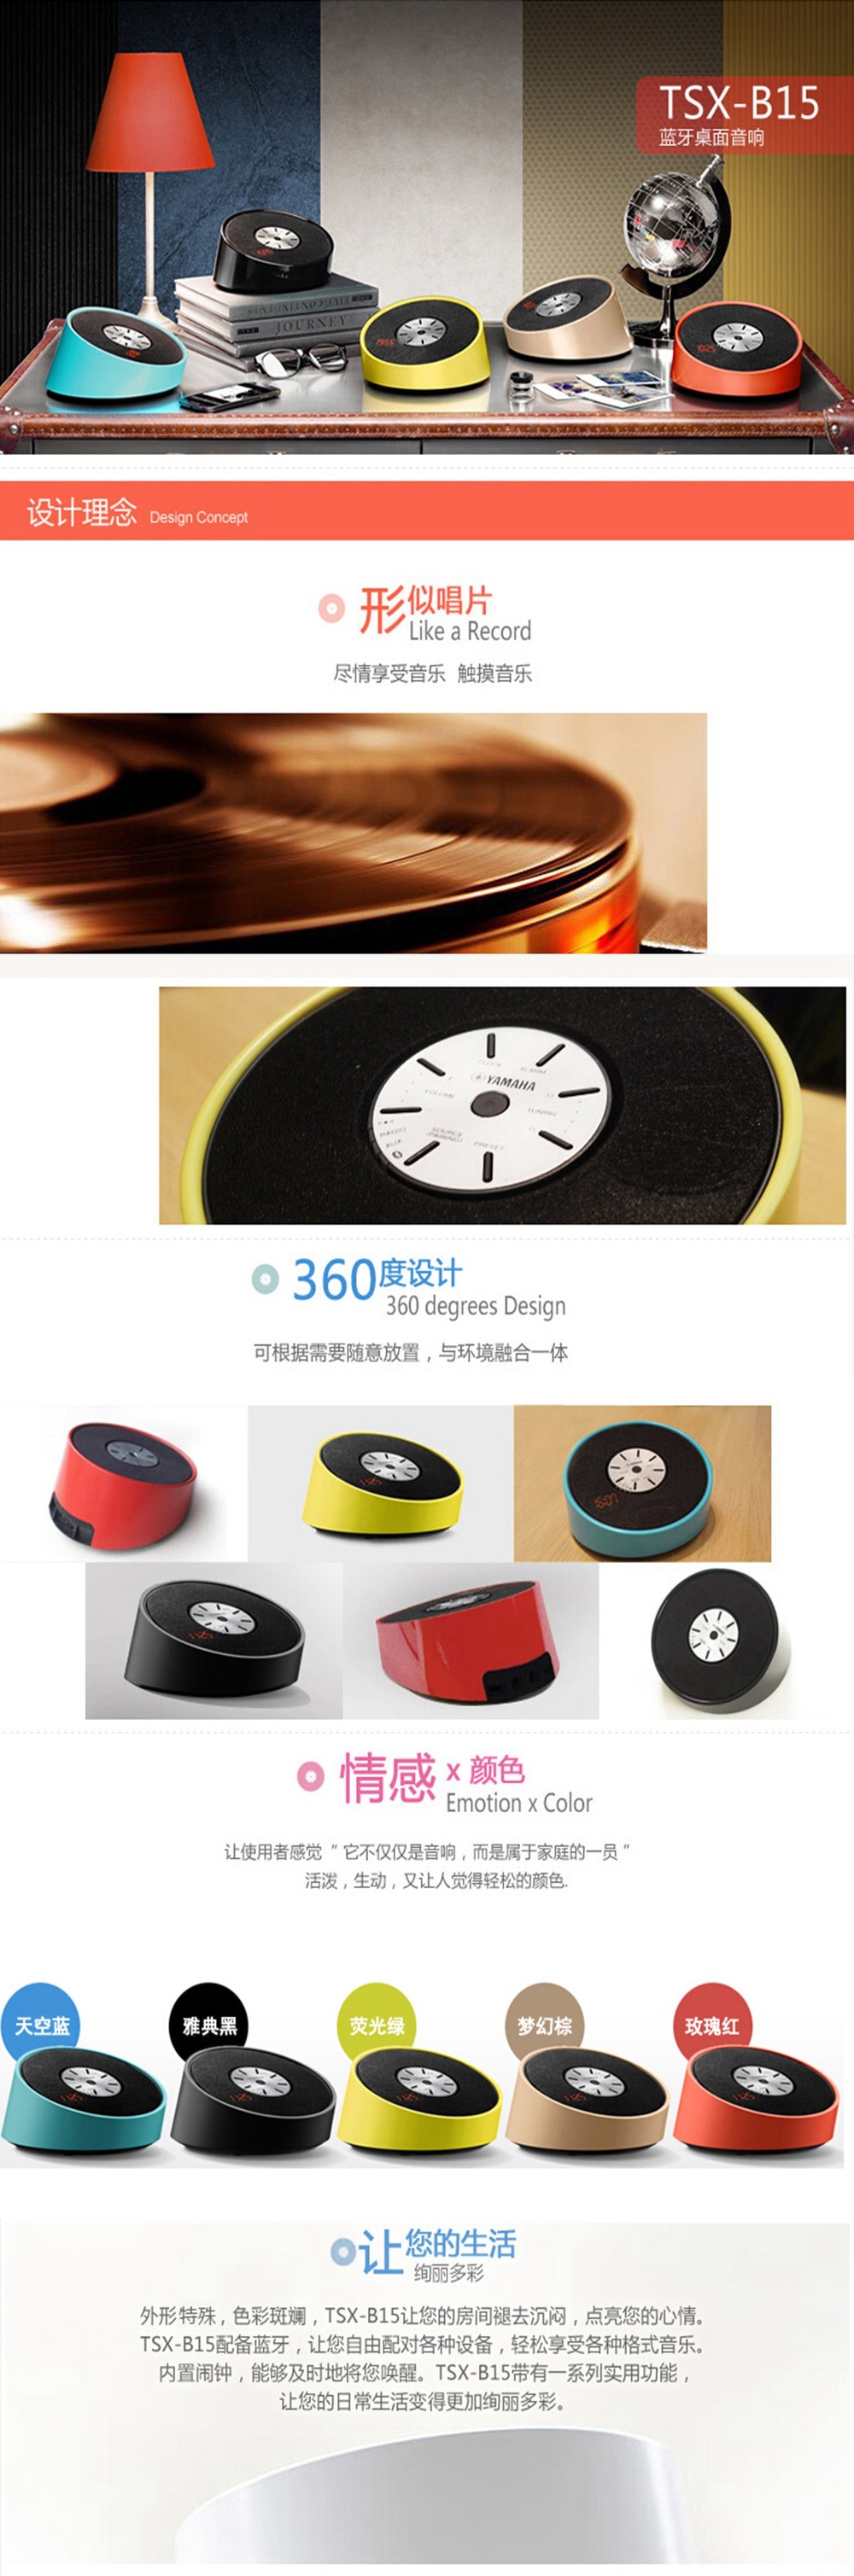 TSX-B15
蓝牙桌面音响
JOURNEY
设计理念 Design Concept
形似唱片
Like a Record
尽情享受音乐 触摸音乐
YAMAHA
VOLUME
TUNING
RADIO
AUX
SOURCE
PRESET
360度设计
360 degrees Design
可根据需要随意放置，与环境融合一体
情感 x 颜色
Emotion x Color
让使用者感觉“它不仅仅是音响，而是属于家庭的一员”
活泼，生动，又让人觉得轻松的颜色.
天空蓝 雅典黑 荧光绿 梦幻棕 玫瑰红
让您的生活
绚丽多彩
外形特殊，色彩斑斓，TSX-B15让您的房间褪去沉闷，点亮您的心情。
TSX-B15配备蓝牙，让您自由配对各种设备，轻松享受各种格式音乐。
内置闹钟，能够及时地将您唤醒。TSX-B15带有一系列实用功能，
让您的日常生活变得更加绚丽多彩。